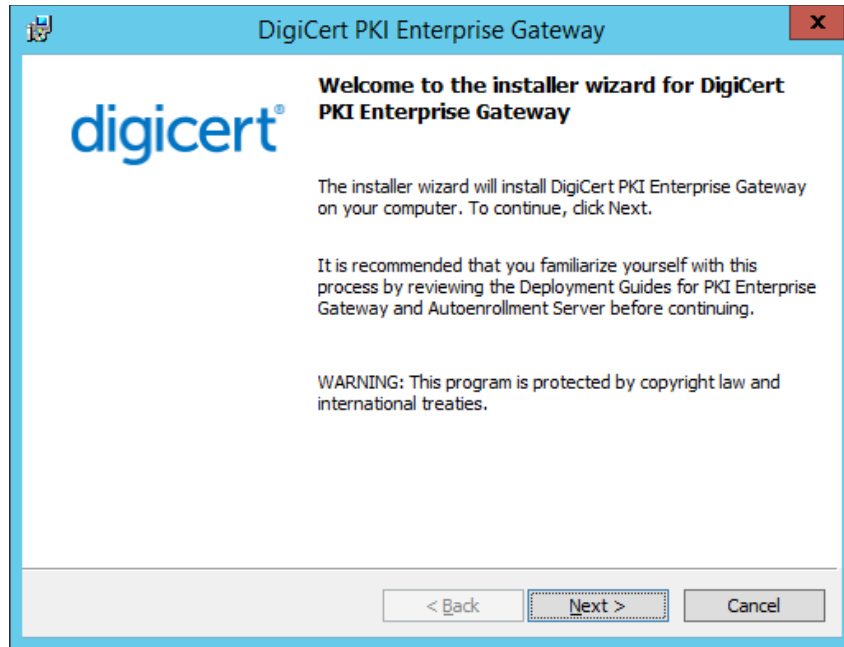 DigiCert PKI Enterprise Gateway
x
digicert®
Welcome to the installer wizard for DigiCert
PKI Enterprise Gateway
The installer wizard will install DigiCert PKI Enterprise Gateway
on your computer. To continue, click Next.
It is recommended that you familiarize yourself with this
process by reviewing the Deployment Guides for PKI Enterprise
Gateway and Autoenrollment Server before continuing.
WARNING: This program is protected by copyright law and
international treaties.
< Back
Next >
Cancel